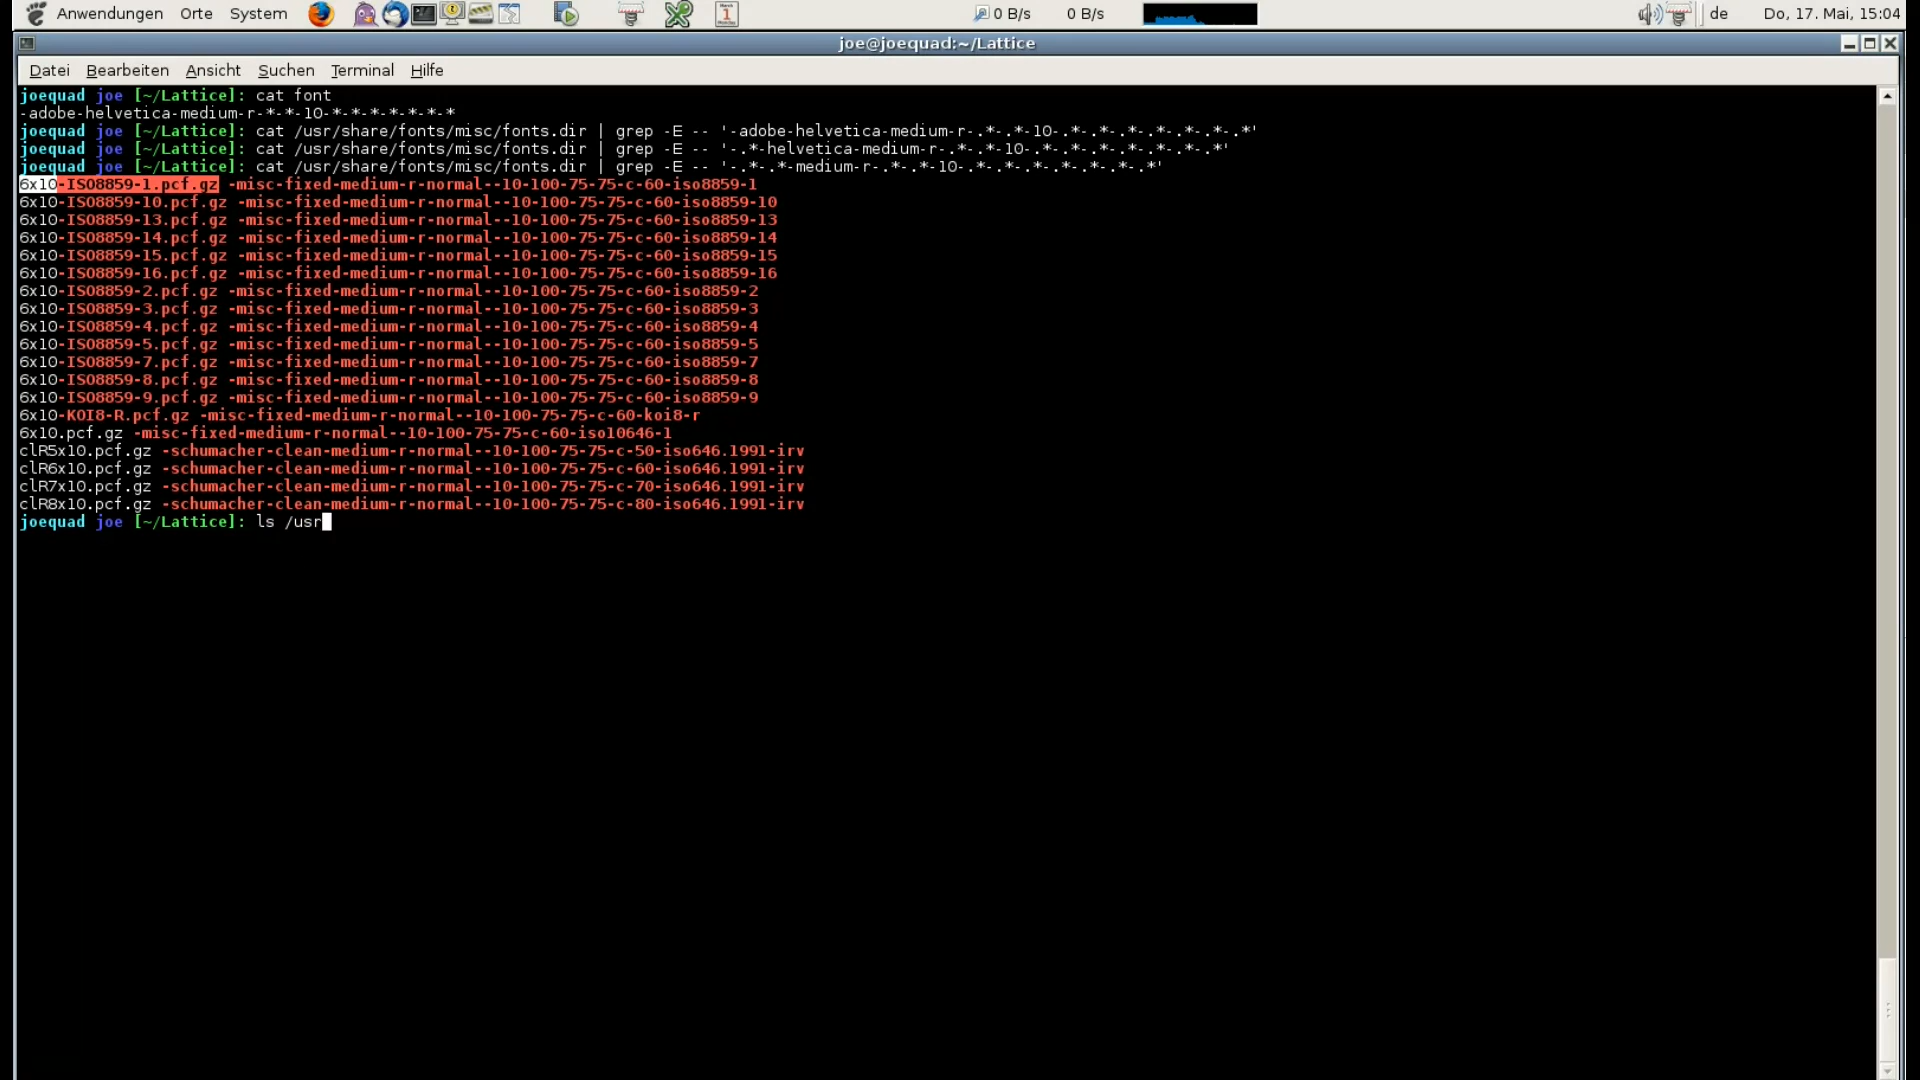 Anwendungen Orte System 0 B/s 0 B/s de Do, 17. Mai, 15:04
joe@joequad:~/Lattice
Datei Bearbeiten Ansicht Suchen Terminal Hilfe
joequad joe [~/Lattice]: cat font
-adobe-helvetica-medium-r-*-*-10-*-*-*-*-*-*-*
joequad joe [~/Lattice]: cat /usr/share/fonts/misc/fonts.dir | grep -E -- '-adobe-helvetica-medium-r-.*-.*-10-.*-.*-.*-.*-.*-.*-.*'
joequad joe [~/Lattice]: cat /usr/share/fonts/misc/fonts.dir | grep -E -- '-.*-helvetica-medium-r-.*-.*-10-.*-.*-.*-.*-.*-.*-.*'
joequad joe [~/Lattice]: cat /usr/share/fonts/misc/fonts.dir | grep -E -- '-.*-.*-medium-r-.*-.*-10-.*-.*-.*-.*-.*-.*-.*'
6x10-ISO8859-1.pcf.gz -misc-fixed-medium-r-normal--10-100-75-75-c-60-iso8859-1
6x10-ISO8859-10.pcf.gz -misc-fixed-medium-r-normal--10-100-75-75-c-60-iso8859-10
6x10-ISO8859-13.pcf.gz -misc-fixed-medium-r-normal--10-100-75-75-c-60-iso8859-13
6x10-ISO8859-14.pcf.gz -misc-fixed-medium-r-normal--10-100-75-75-c-60-iso8859-14
6x10-ISO8859-15.pcf.gz -misc-fixed-medium-r-normal--10-100-75-75-c-60-iso8859-15
6x10-ISO8859-16.pcf.gz -misc-fixed-medium-r-normal--10-100-75-75-c-60-iso8859-16
6x10-ISO8859-2.pcf.gz -misc-fixed-medium-r-normal--10-100-75-75-c-60-iso8859-2
6x10-ISO8859-3.pcf.gz -misc-fixed-medium-r-normal--10-100-75-75-c-60-iso8859-3
6x10-ISO8859-4.pcf.gz -misc-fixed-medium-r-normal--10-100-75-75-c-60-iso8859-4
6x10-ISO8859-5.pcf.gz -misc-fixed-medium-r-normal--10-100-75-75-c-60-iso8859-5
6x10-ISO8859-7.pcf.gz -misc-fixed-medium-r-normal--10-100-75-75-c-60-iso8859-7
6x10-ISO8859-8.pcf.gz -misc-fixed-medium-r-normal--10-100-75-75-c-60-iso8859-8
6x10-ISO8859-9.pcf.gz -misc-fixed-medium-r-normal--10-100-75-75-c-60-iso8859-9
6x10-KOI8-R.pcf.gz -misc-fixed-medium-r-normal--10-100-75-75-c-60-koi8-r
6x10.pcf.gz -misc-fixed-medium-r-normal--10-100-75-75-c-60-iso10646-1
clR5x10.pcf.gz -schumacher-clean-medium-r-normal--10-100-75-75-c-50-iso646.1991-irv
clR6x10.pcf.gz -schumacher-clean-medium-r-normal--10-100-75-75-c-60-iso646.1991-irv
clR7x10.pcf.gz -schumacher-clean-medium-r-normal--10-100-75-75-c-70-iso646.1991-irv
clR8x10.pcf.gz -schumacher-clean-medium-r-normal--10-100-75-75-c-80-iso646.1991-irv
joequad joe [~/Lattice]: ls /usr